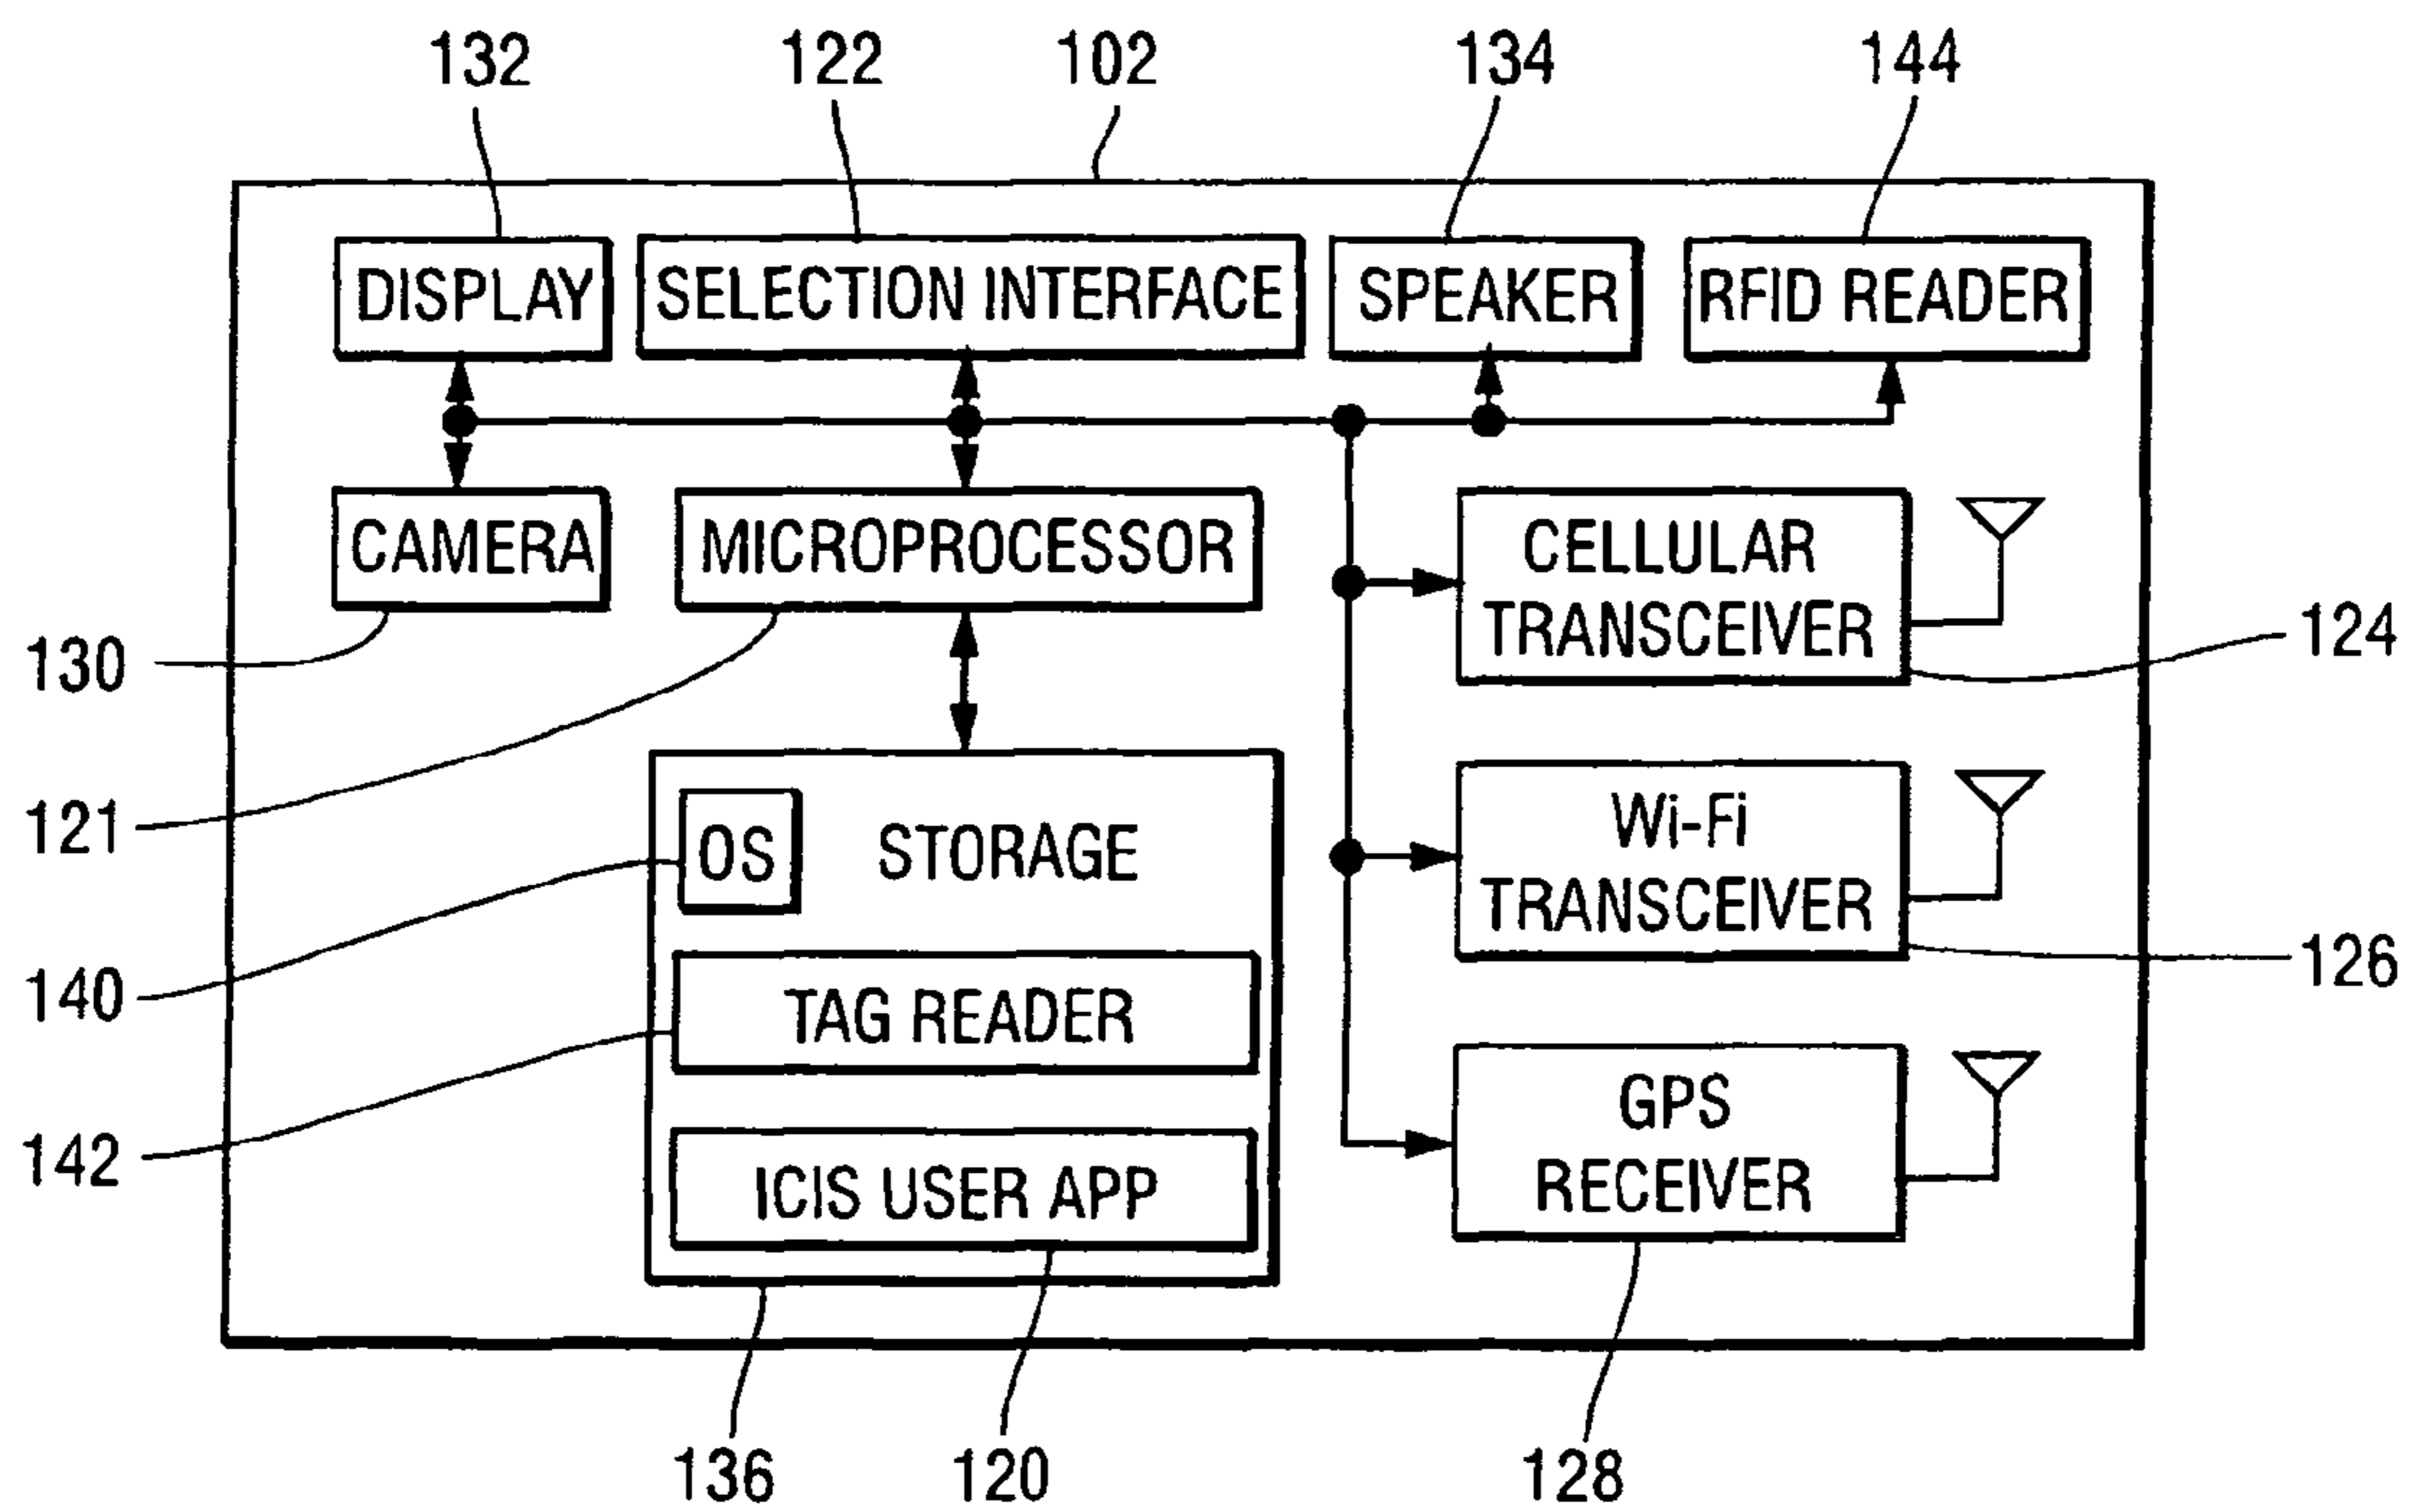 132 122 102 134 144
DISPLAY SELECTION INTERFACE SPEAKER RFID READER
CAMERA MICROPROCESSOR CELLULAR
TRANSCEIVER
130 124
121 OS STORAGE Wi-Fi
TRANSCEIVER
140 126
TAG READER
142 GPS
RECEIVER
ICIS USER APP
136 120 128